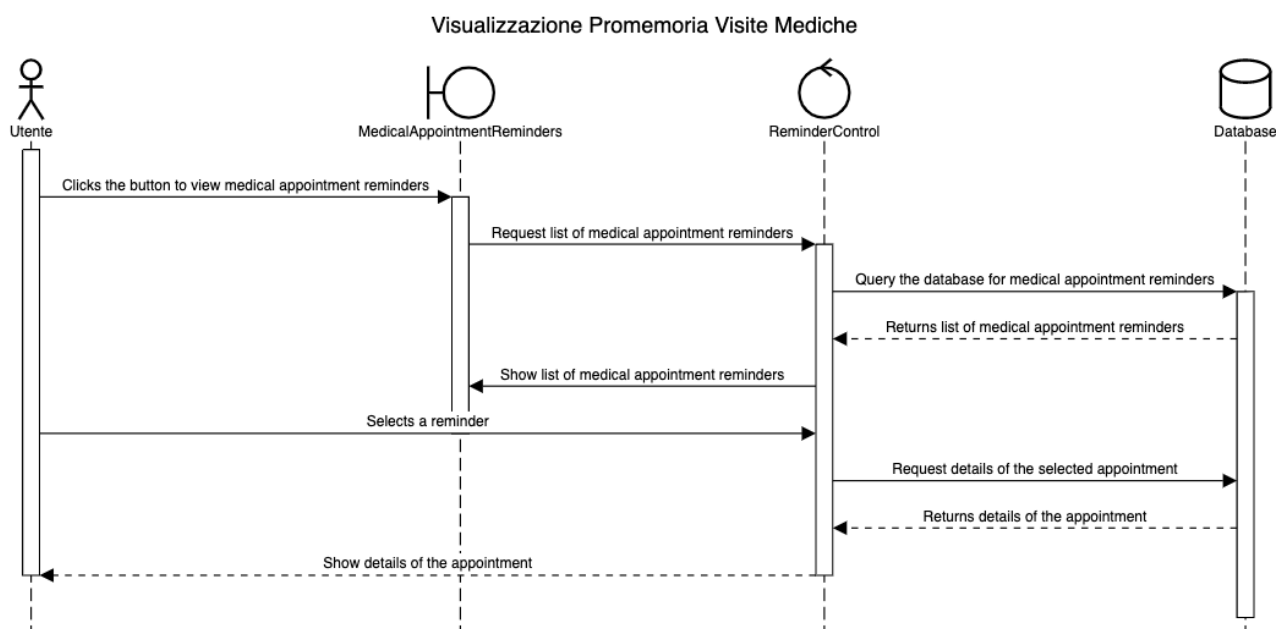 Visualizzazione Promemoria Visite Mediche
Utente
MedicalAppointmentReminders
ReminderControl
Database
Clicks the button to view medical appointment reminders
Request list of medical appointment reminders
Query the database for medical appointment reminders
Returns list of medical appointment reminders
Show list of medical appointment reminders
Selects a reminder
Request details of the selected appointment
Returns details of the appointment
Show details of the appointment